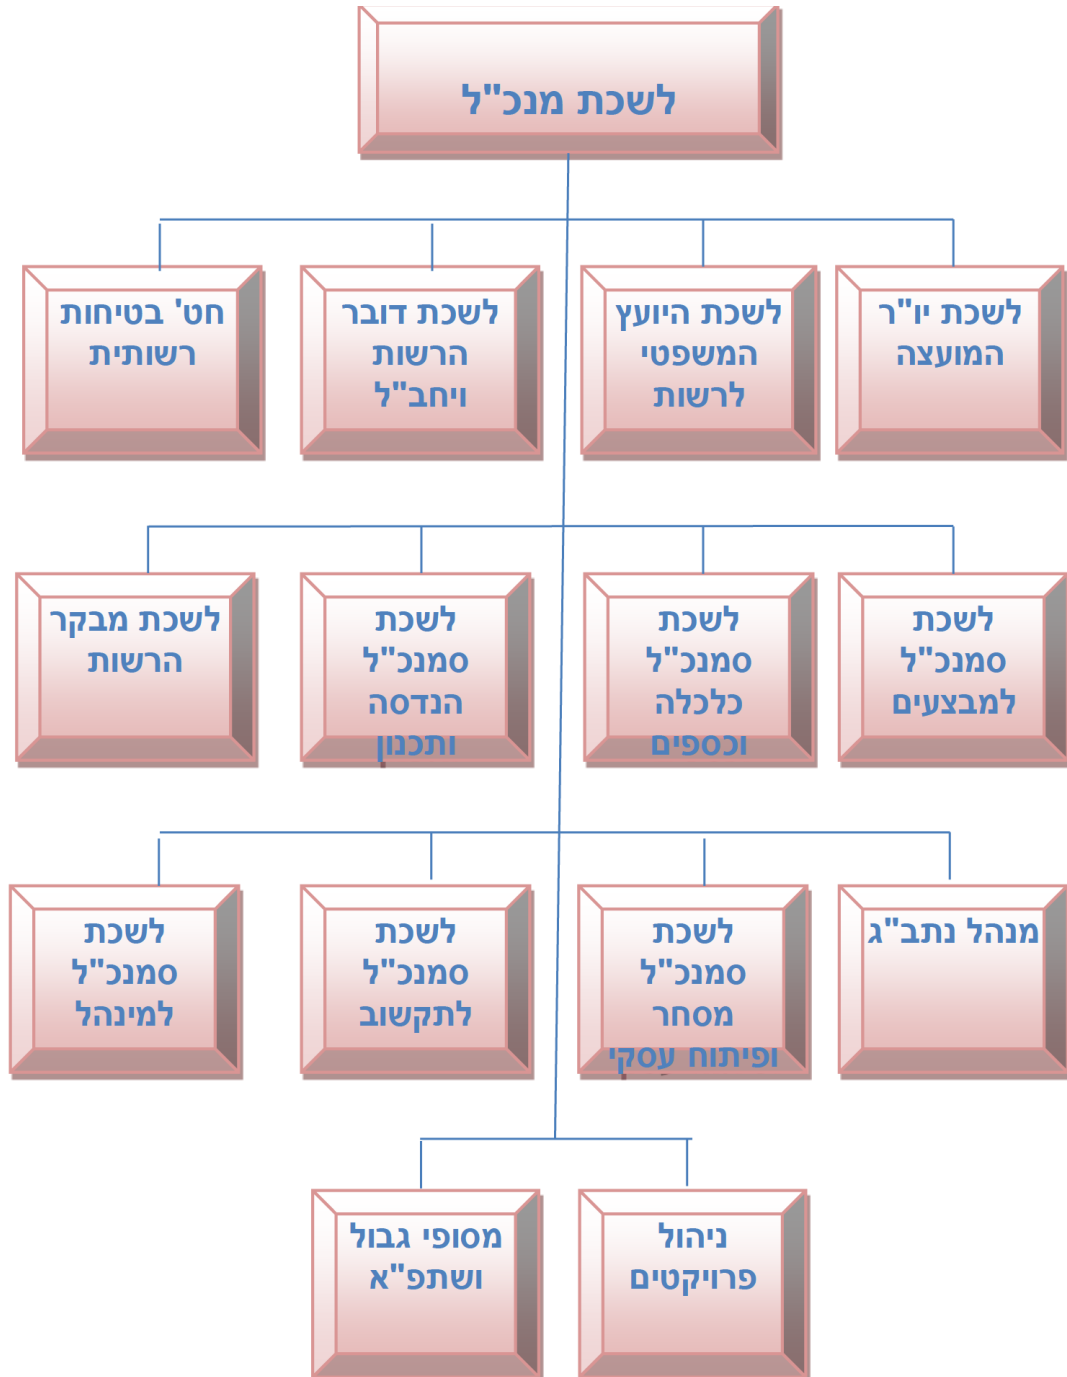 לשכת מנכ"ל
לשכת יו"ר
המועצה
לשכת היועץ
המשפטי
לרשות
לשכת דובר
הרשות
ויחב"ל
חט' בטיחות
רשותית
לשכת
סמנכ"ל
למבצעים
לשכת
סמנכ"ל
כלכלה
וכספים
לשכת
סמנכ"ל
הנדסה
ותכנון
לשכת מבקר
הרשות
מנהל נתב"ג
לשכת
סמנכ"ל
מסחר
ופיתוח עסקי
לשכת
סמנכ"ל
לתקשוב
לשכת
סמנכ"ל
למינהל
ניהול
פרויקטים
מסופי גבול
ושתפ"א